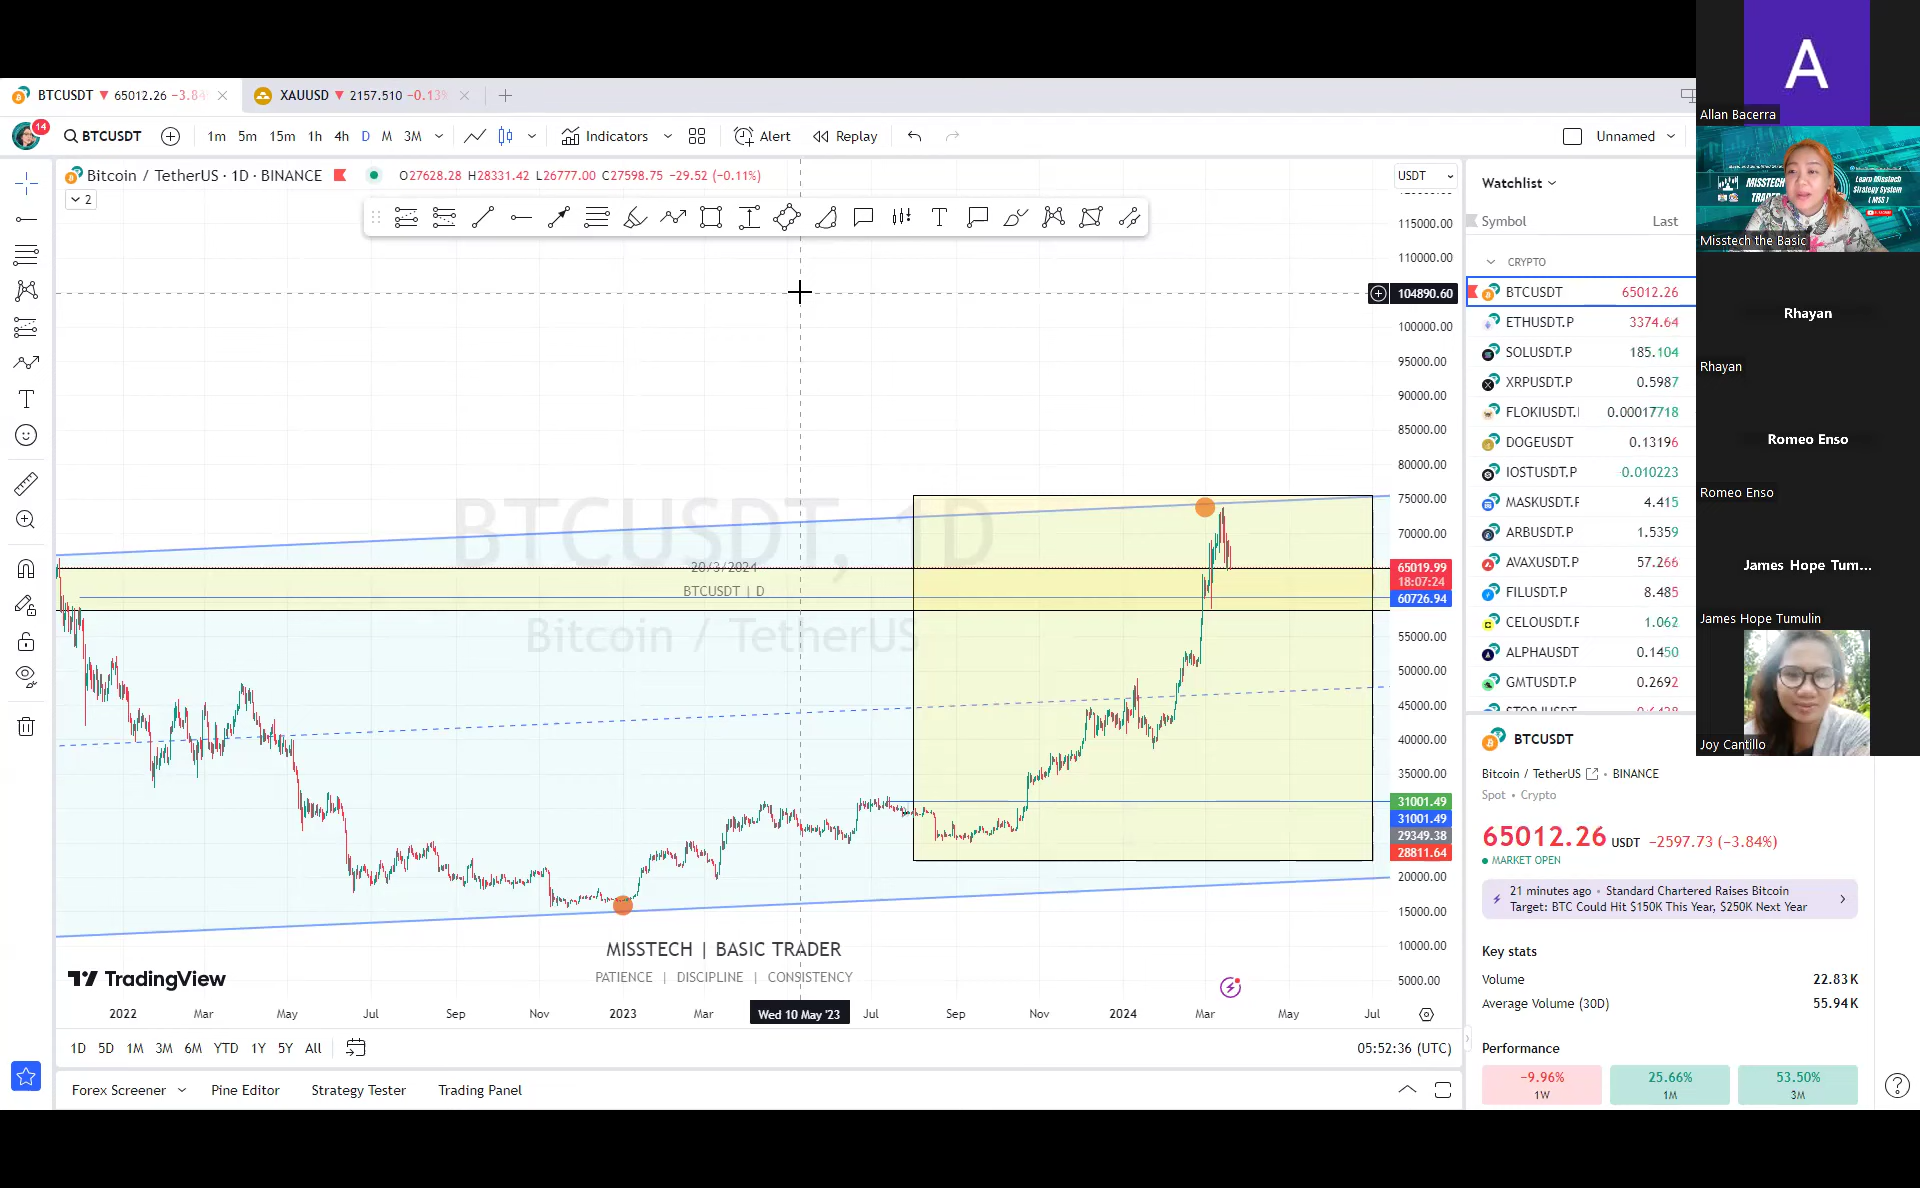 BTCUSDT 65012.26 −3.84
XAUUSD 2157.510 −0.13%
14
BTCUSDT
1m 5m 15m 1h 4h D M 3M
Indicators
Alert
Replay
Unnamed
Bitcoin / TetherUS · 1D · BINANCE
O27628.28 H28331.42 L26777.00 C27598.75 −29.52 (−0.11%)
2
USDT
115000.00
110000.00
104890.60
100000.00
95000.00
90000.00
85000.00
80000.00
75000.00
70000.00
65019.99
18:07:24
60726.94
55000.00
50000.00
45000.00
40000.00
35000.00
31001.49
31001.49
29349.38
28811.64
20000.00
15000.00
10000.00
5000.00
BTCUSDT, 1D
Bitcoin / TetherUS
20/3/2024
BTCUSDT | D
MISSTECH | BASIC TRADER
PATIENCE | DISCIPLINE | CONSISTENCY
TradingView
2022 Mar May Jul Sep Nov 2023 Mar Wed 10 May '23 Jul Sep Nov 2024 Mar May Jul
1D 5D 1M 3M 6M YTD 1Y 5Y All
05:52:36 (UTC)
Forex Screener
Pine Editor
Strategy Tester
Trading Panel
Watchlist
Symbol Last
CRYPTO
BTCUSDT 65012.26
ETHUSDT.P 3374.64
SOLUSDT.P 185.104
XRPUSDT.P 0.5987
FLOKIUSDT. 0.00017718
DOGEUSDT 0.13196
IOSTUSDT.P 0.010223
MASKUSDT.F 4.415
ARBUSDT.P 1.5359
AVAXUSDT.P 57.266
FILUSDT.P 8.485
CELOUSDT.F 1.062
ALPHAUSDT 0.1450
GMTUSDT.P 0.2692
BTCUSDT
Bitcoin / TetherUS · BINANCE
Spot · Crypto
65012.26 USDT −2597.73 (−3.84%)
MARKET OPEN
21 minutes ago · Standard Chartered Raises Bitcoin
Target: BTC Could Hit $150K This Year, $250K Next Year
Key stats
Volume 22.83K
Average Volume (30D) 55.94K
Performance
−9.96% 25.66% 53.50%
1W 1M 3M
A
Allan Bacerra
MISSTECH
Learn Misstech
Strategy System
( MSS )
Misstech the Basic
Rhayan
Rhayan
Romeo Enso
Romeo Enso
James Hope Tum...
James Hope Tumulin
Joy Cantillo